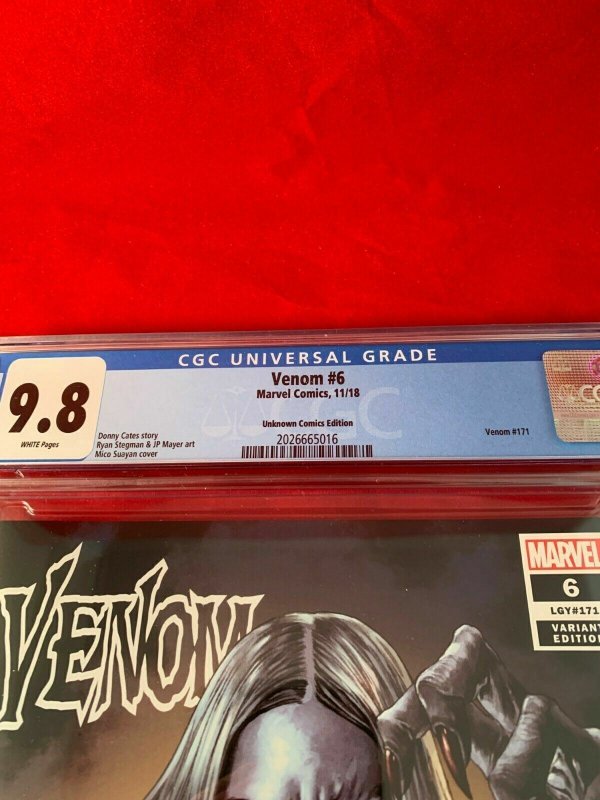 CGC UNIVERSAL GRADE
9.8
WHITE Pages
Venom #6
Marvel Comics, 11/18
Unknown Comics Edition
2026665016
Donny Cates story
Ryan Stegman & JP Mayer art
Mico Suayan cover
Venom #171
CGC
VENOM
MARVEL
6
LGY#171
VARIANT
EDITION